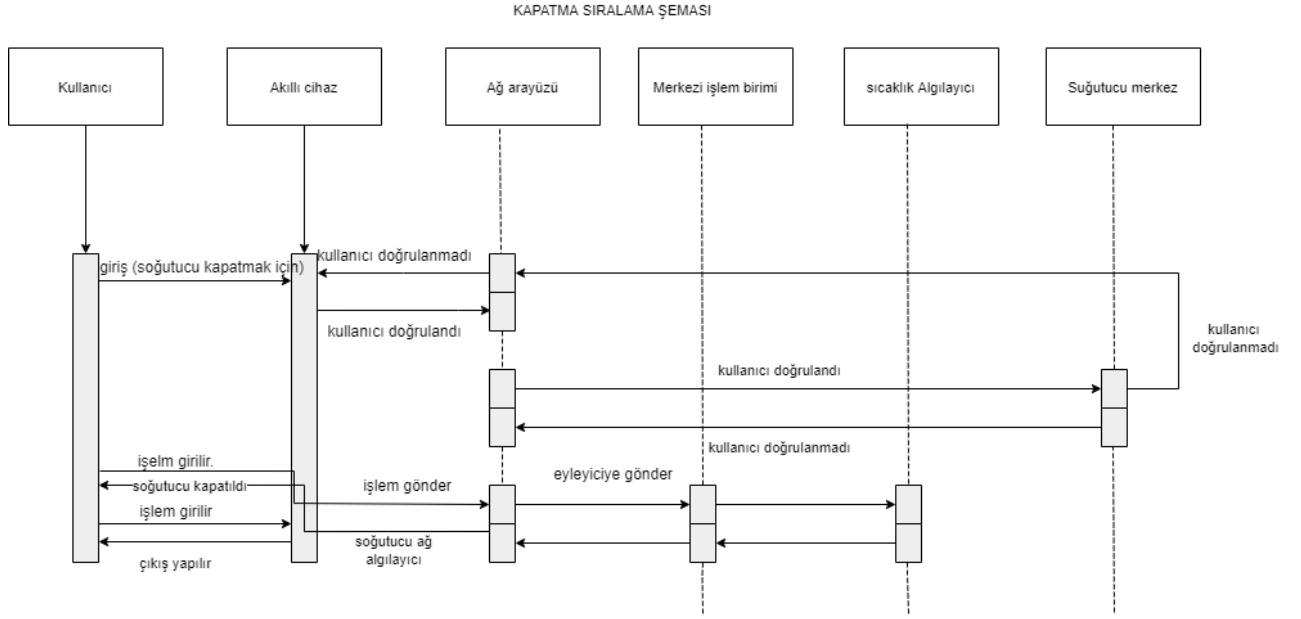 KAPATMA SIRALAMA ŞEMASI
Kullanıcı
Akıllı cihaz
Ağ arayüzü
Merkezi işlem birimi
sıcaklık Algılayıcı
Suğutucu merkez
giriş (soğutucu kapatmak için)
kullanıcı doğrulanmadı
kullanıcı doğrulandı
kullanıcı
doğrulanmadı
kullanıcı doğrulandı
kullanıcı doğrulanmadı
işelm girilir.
soğutucu kapatıldı
işlem gönder
eyleyiciye gönder
işlem girilir
soğutucu ağ
algılayıcı
çıkış yapılır